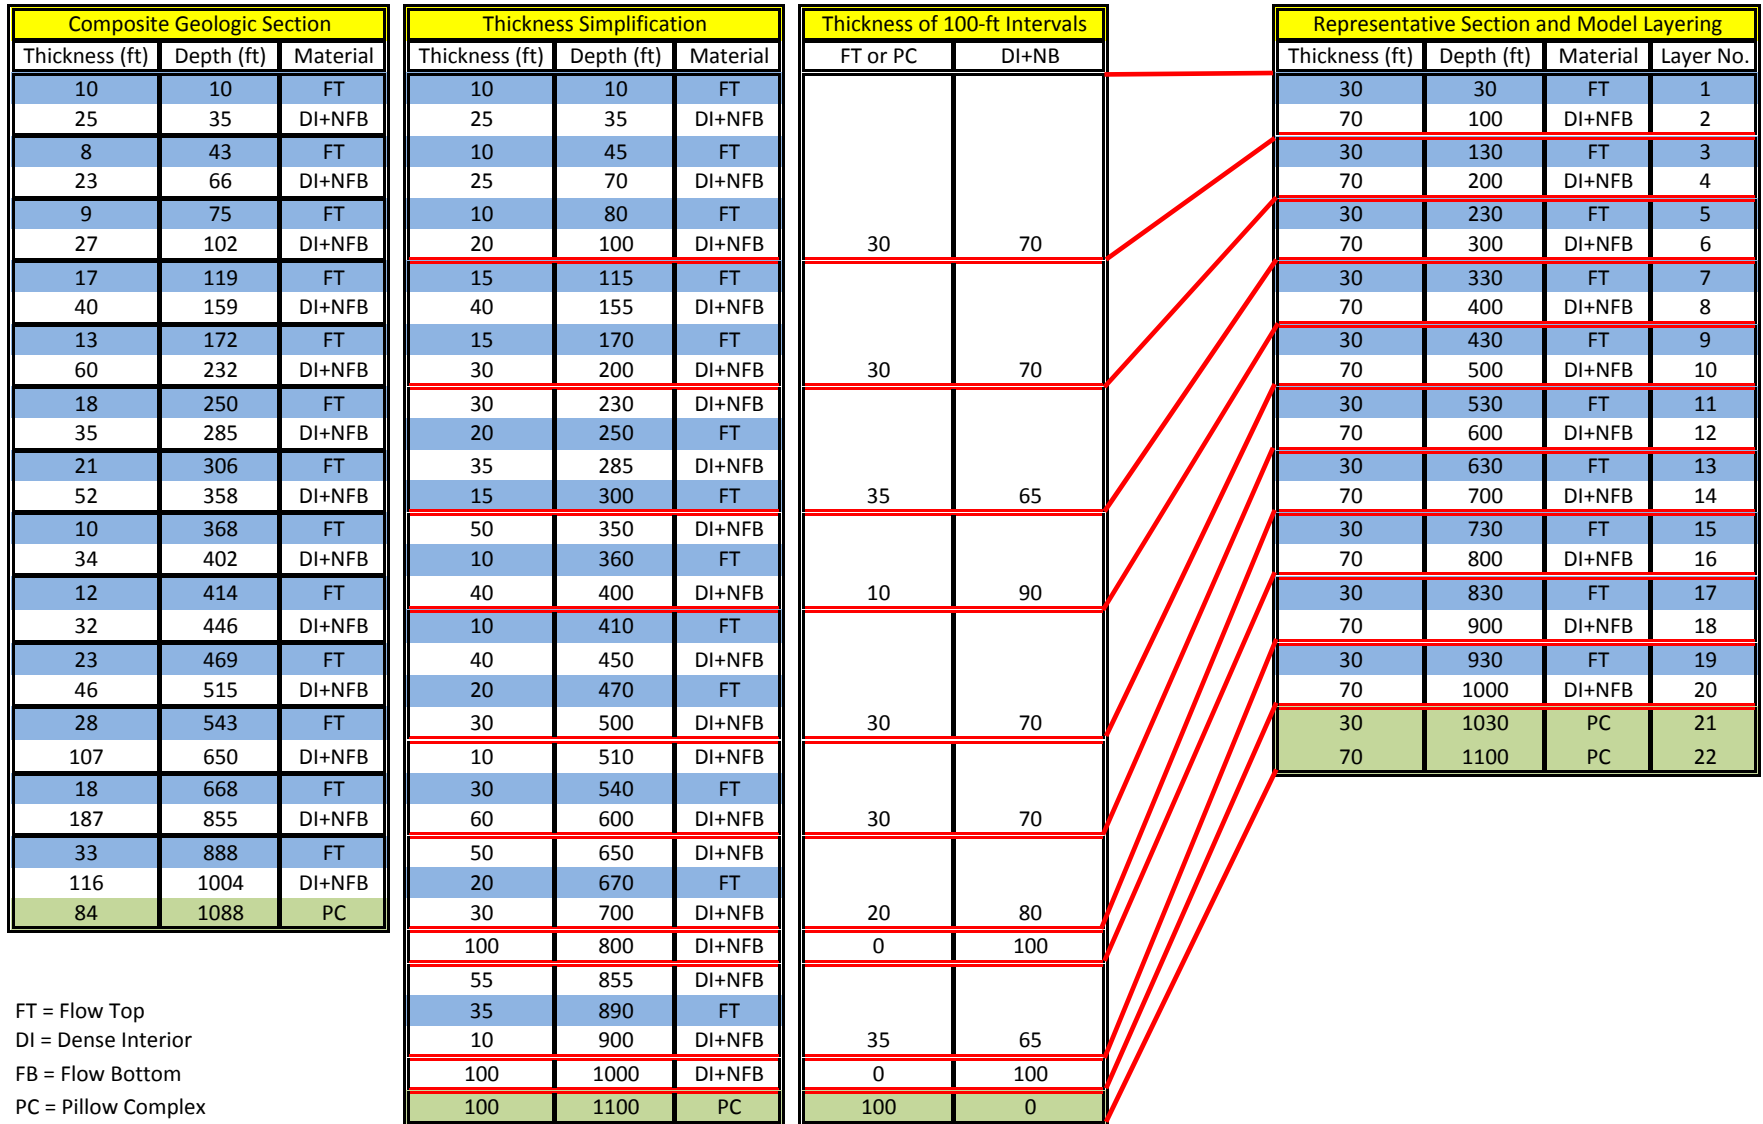 Composite Geologic Section
Thickness (ft) Depth (ft) Material
10 10 FT
25 35 DI+NFB
8 43 FT
23 66 DI+NFB
9 75 FT
27 102 DI+NFB
17 119 FT
40 159 DI+NFB
13 172 FT
60 232 DI+NFB
18 250 FT
35 285 DI+NFB
21 306 FT
52 358 DI+NFB
10 368 FT
34 402 DI+NFB
12 414 FT
32 446 DI+NFB
23 469 FT
46 515 DI+NFB
28 543 FT
107 650 DI+NFB
18 668 FT
187 855 DI+NFB
33 888 FT
116 1004 DI+NFB
84 1088 PC
FT = Flow Top
DI = Dense Interior
FB = Flow Bottom
PC = Pillow Complex
Thickness Simplification
Thickness (ft) Depth (ft) Material
10 10 FT
25 35 DI+NFB
10 45 FT
25 70 DI+NFB
10 80 FT
20 100 DI+NFB
15 115 FT
40 155 DI+NFB
15 170 FT
30 200 DI+NFB
30 230 DI+NFB
20 250 FT
35 285 DI+NFB
15 300 FT
50 350 DI+NFB
10 360 FT
40 400 DI+NFB
10 410 FT
40 450 DI+NFB
20 470 FT
30 500 DI+NFB
10 510 DI+NFB
30 540 FT
60 600 DI+NFB
50 650 DI+NFB
20 670 FT
30 700 DI+NFB
100 800 DI+NFB
55 855 DI+NFB
35 890 FT
10 900 DI+NFB
100 1000 DI+NFB
100 1100 PC
Thickness of 100-ft Intervals
FT or PC DI+NB
30 70
30 70
35 65
10 90
30 70
30 70
20 80
0 100
35 65
0 100
100 0
Representative Section and Model Layering
Thickness (ft) Depth (ft) Material Layer No.
30 30 FT 1
70 100 DI+NFB 2
30 130 FT 3
70 200 DI+NFB 4
30 230 FT 5
70 300 DI+NFB 6
30 330 FT 7
70 400 DI+NFB 8
30 430 FT 9
70 500 DI+NFB 10
30 530 FT 11
70 600 DI+NFB 12
30 630 FT 13
70 700 DI+NFB 14
30 730 FT 15
70 800 DI+NFB 16
30 830 FT 17
70 900 DI+NFB 18
30 930 FT 19
70 1000 DI+NFB 20
30 1030 PC 21
70 1100 PC 22